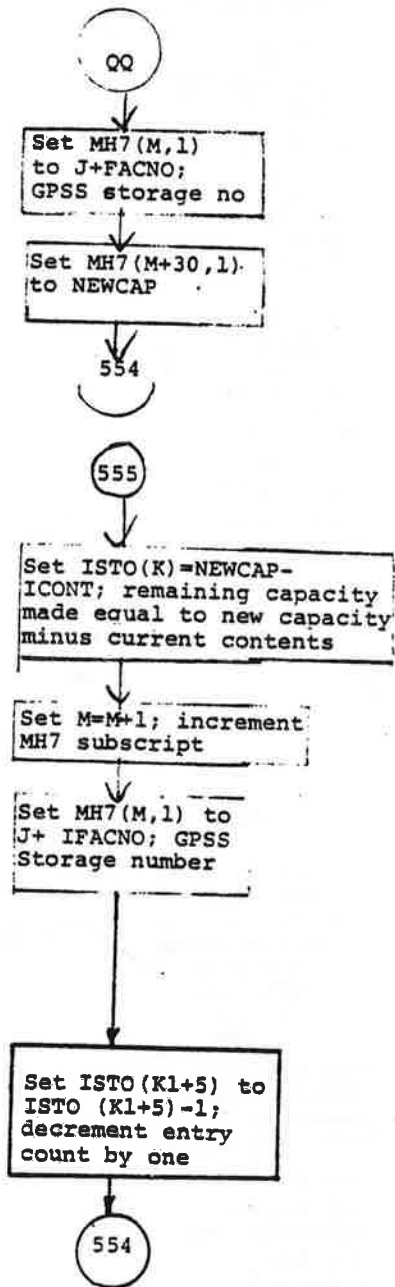 QQ
Set MH7(M,1)
to J+FACNO;
GPSS storage no
Set MH7(M+30,1)
to NEWCAP
554
555
Set ISTO(K)=NEWCAP-
ICONT; remaining capacity
made equal to new capacity
minus current contents
Set M=M+1; increment
MH7 subscript
Set MH7(M,1) to
J+ IFACNO; GPSS
Storage number
Set ISTO(K1+5) to
ISTO (K1+5)-1;
decrement entry
count by one
554